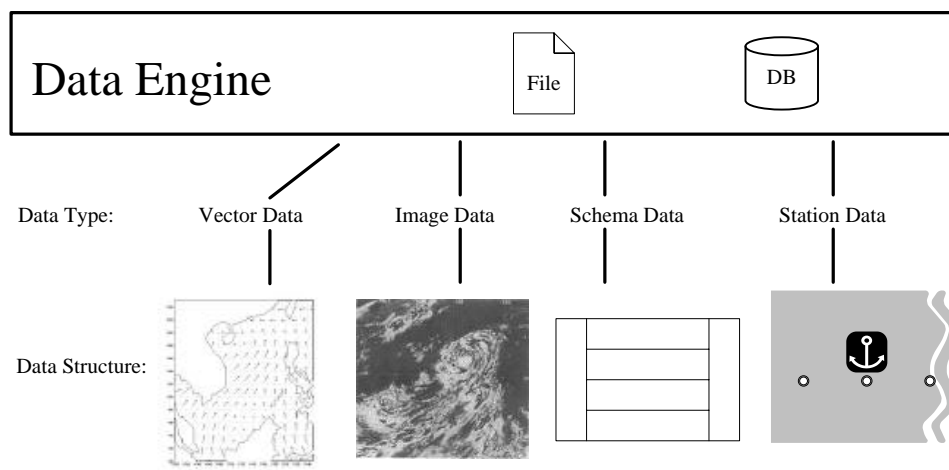 Data Engine
File
DB
Data Type:
Vector Data
Image Data
Schema Data
Station Data
Data Structure: